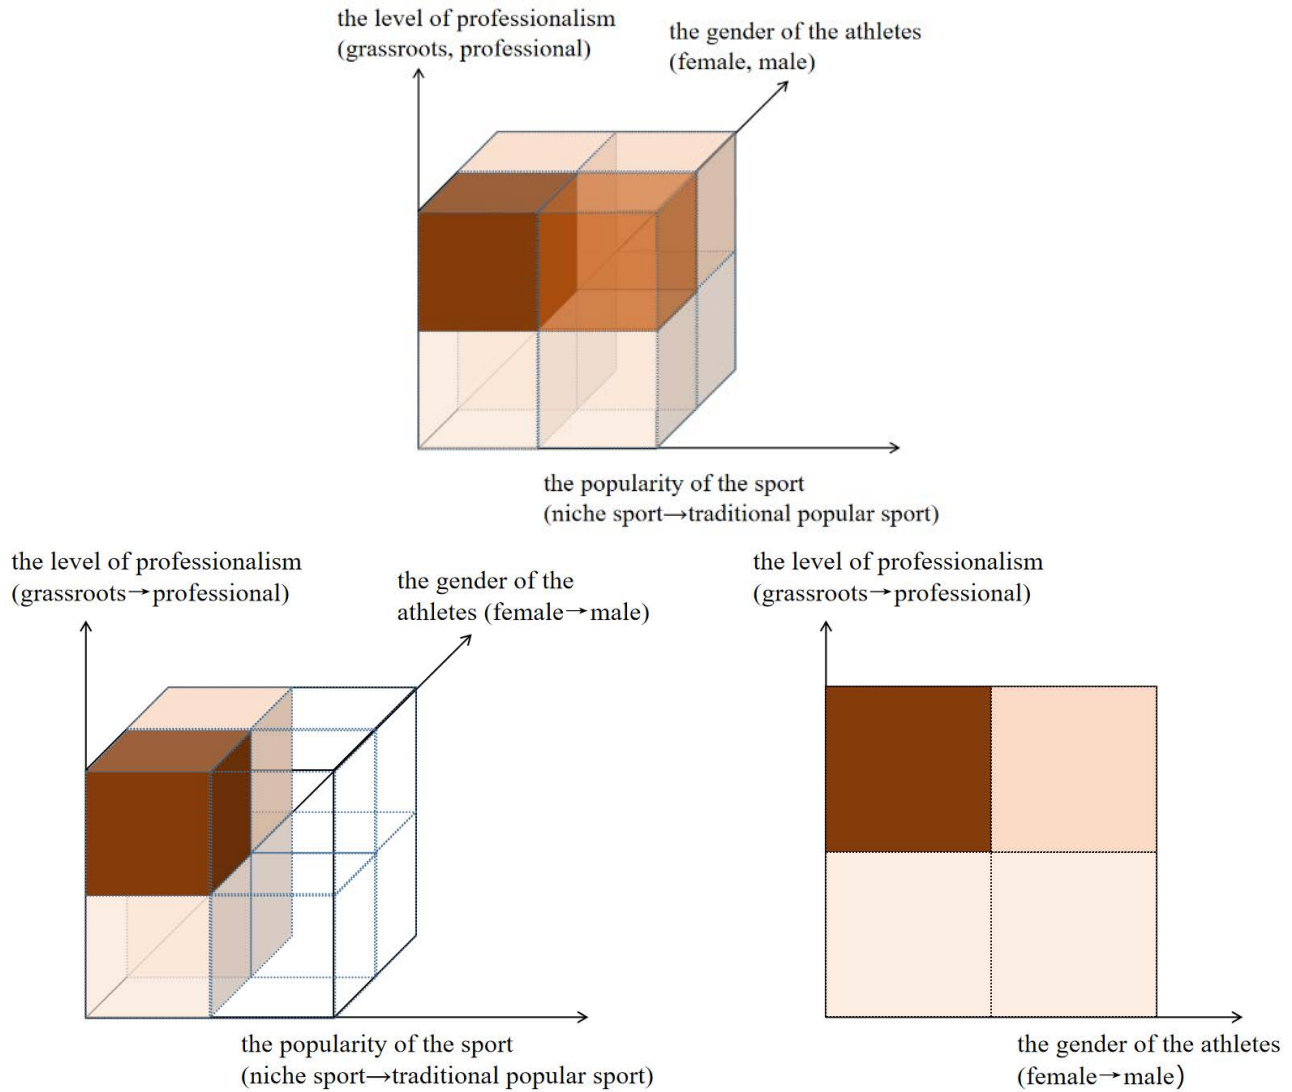 the level of professionalism
(grassroots, professional)
the gender of the athletes
(female, male)
the popularity of the sport
(niche sport→traditional popular sport)
the level of professionalism
(grassroots→professional)
the gender of the
athletes (female→male)
the popularity of the sport
(niche sport→traditional popular sport)
the level of professionalism
(grassroots→professional)
the gender of the athletes
(female→male)